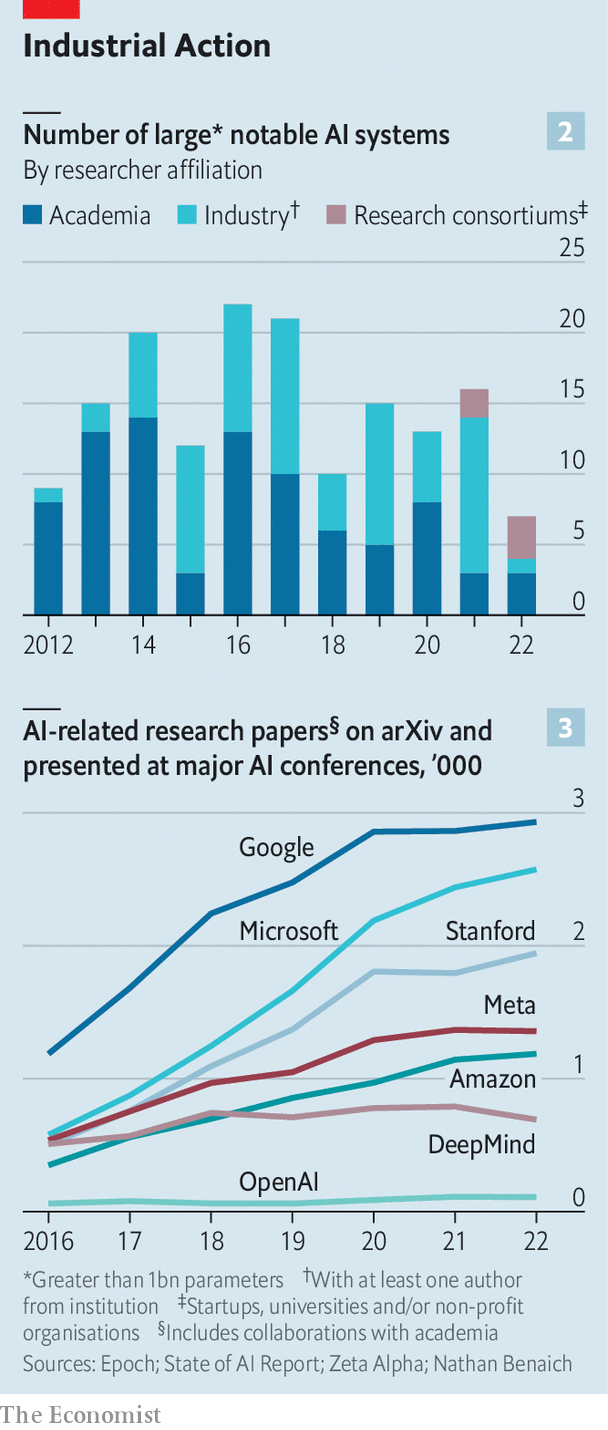 Industrial Action
Number of large* notable AI systems
2
By researcher affiliation
Academia Industry† Research consortiums‡
25
20
15
10
5
0
2012 14 16 18 20 22
AI-related research papers§ on arXiv and
presented at major AI conferences, ’000
3
3
Google
Microsoft
Stanford
2
Meta
1
Amazon
DeepMind
OpenAI
0
2016 17 18 19 20 21 22
*Greater than 1bn parameters †With at least one author
from institution ‡Startups, universities and/or non-profit
organisations §Includes collaborations with academia
Sources: Epoch; State of AI Report; Zeta Alpha; Nathan Benaich
The Economist